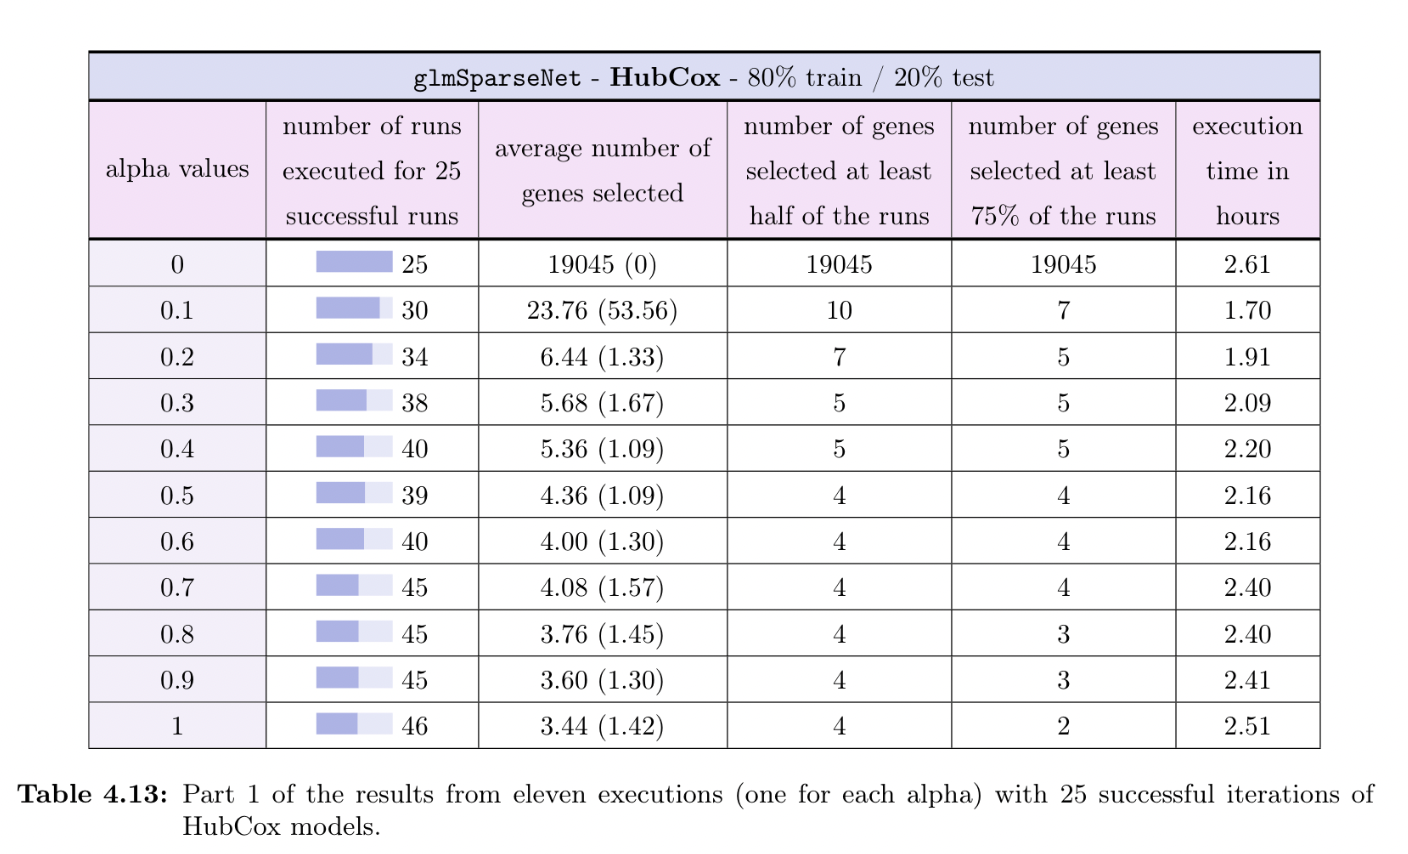 glmSparseNet - HubCox - 80% train / 20% test
alpha values
number of runs
executed for 25
successful runs
average number of
genes selected
number of genes
selected at least
half of the runs
number of genes
selected at least
75% of the runs
execution
time in
hours
0 25 19045 (0) 19045 19045 2.61
0.1 30 23.76 (53.56) 10 7 1.70
0.2 34 6.44 (1.33) 7 5 1.91
0.3 38 5.68 (1.67) 5 5 2.09
0.4 40 5.36 (1.09) 5 5 2.20
0.5 39 4.36 (1.09) 4 4 2.16
0.6 40 4.00 (1.30) 4 4 2.16
0.7 45 4.08 (1.57) 4 4 2.40
0.8 45 3.76 (1.45) 4 3 2.40
0.9 45 3.60 (1.30) 4 3 2.41
1 46 3.44 (1.42) 4 2 2.51
Table 4.13: Part 1 of the results from eleven executions (one for each alpha) with 25 successful iterations of
HubCox models.